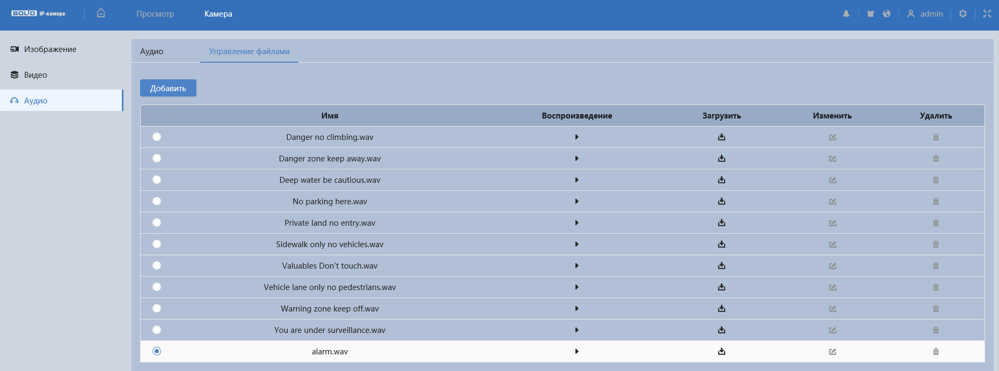 BOLID IP-камера Просмотр Камера admin
Изображение
Видео
Аудио
Аудио Управление файлами
Добавить
Имя Воспроизведение Загрузить Изменить Удалить
Danger no climbing.wav
Danger zone keep away.wav
Deep water be cautious.wav
No parking here.wav
Private land no entry.wav
Sidewalk only no vehicles.wav
Valuables Don't touch.wav
Vehicle lane only no pedestrians.wav
Warning zone keep off.wav
You are under surveillance.wav
alarm.wav